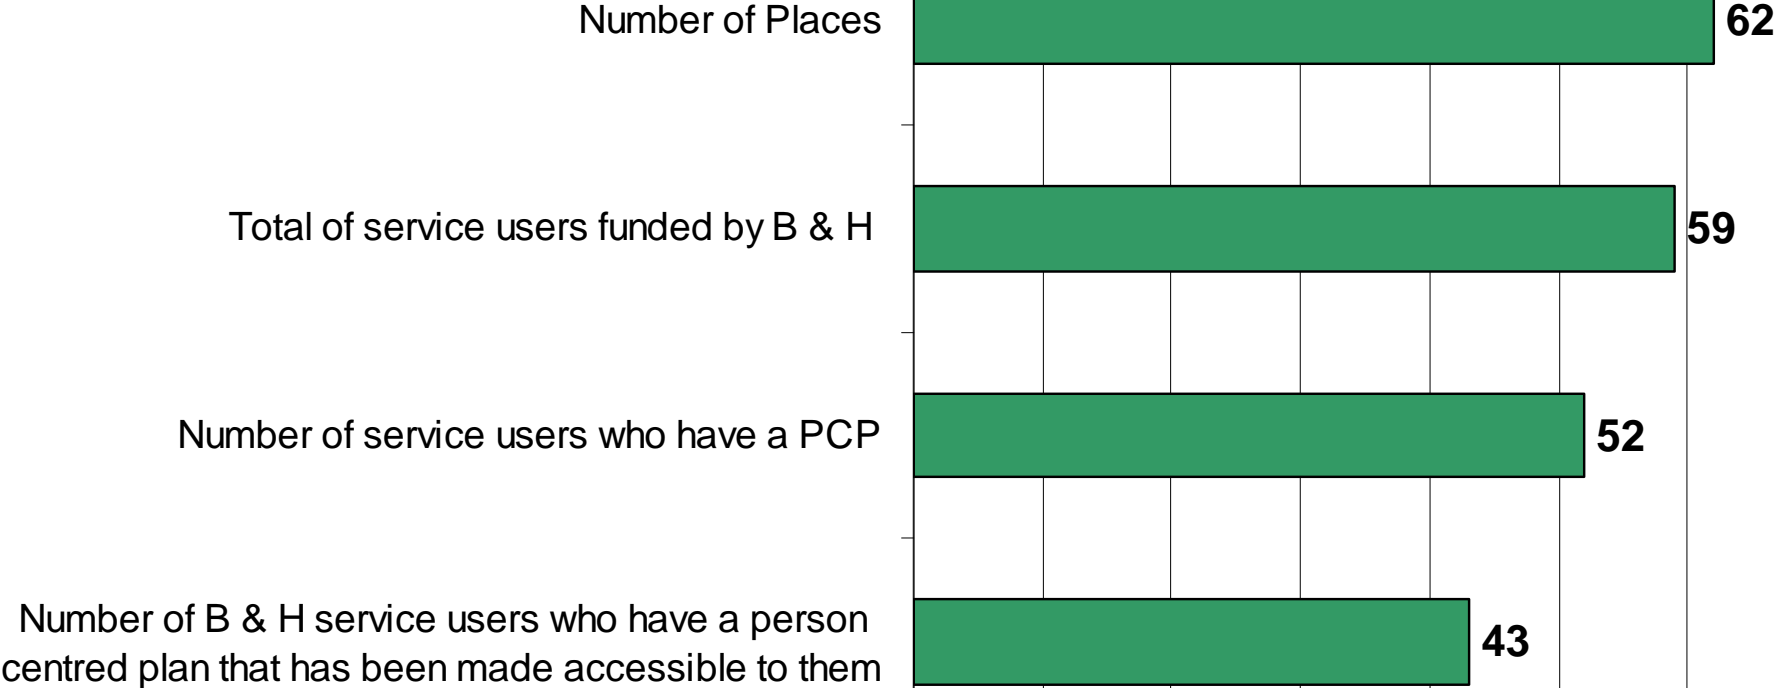 Number of Places 62
Total of service users funded by B & H 59
Number of service users who have a PCP 52
Number of B & H service users who have a person
centred plan that has been made accessible to them 43